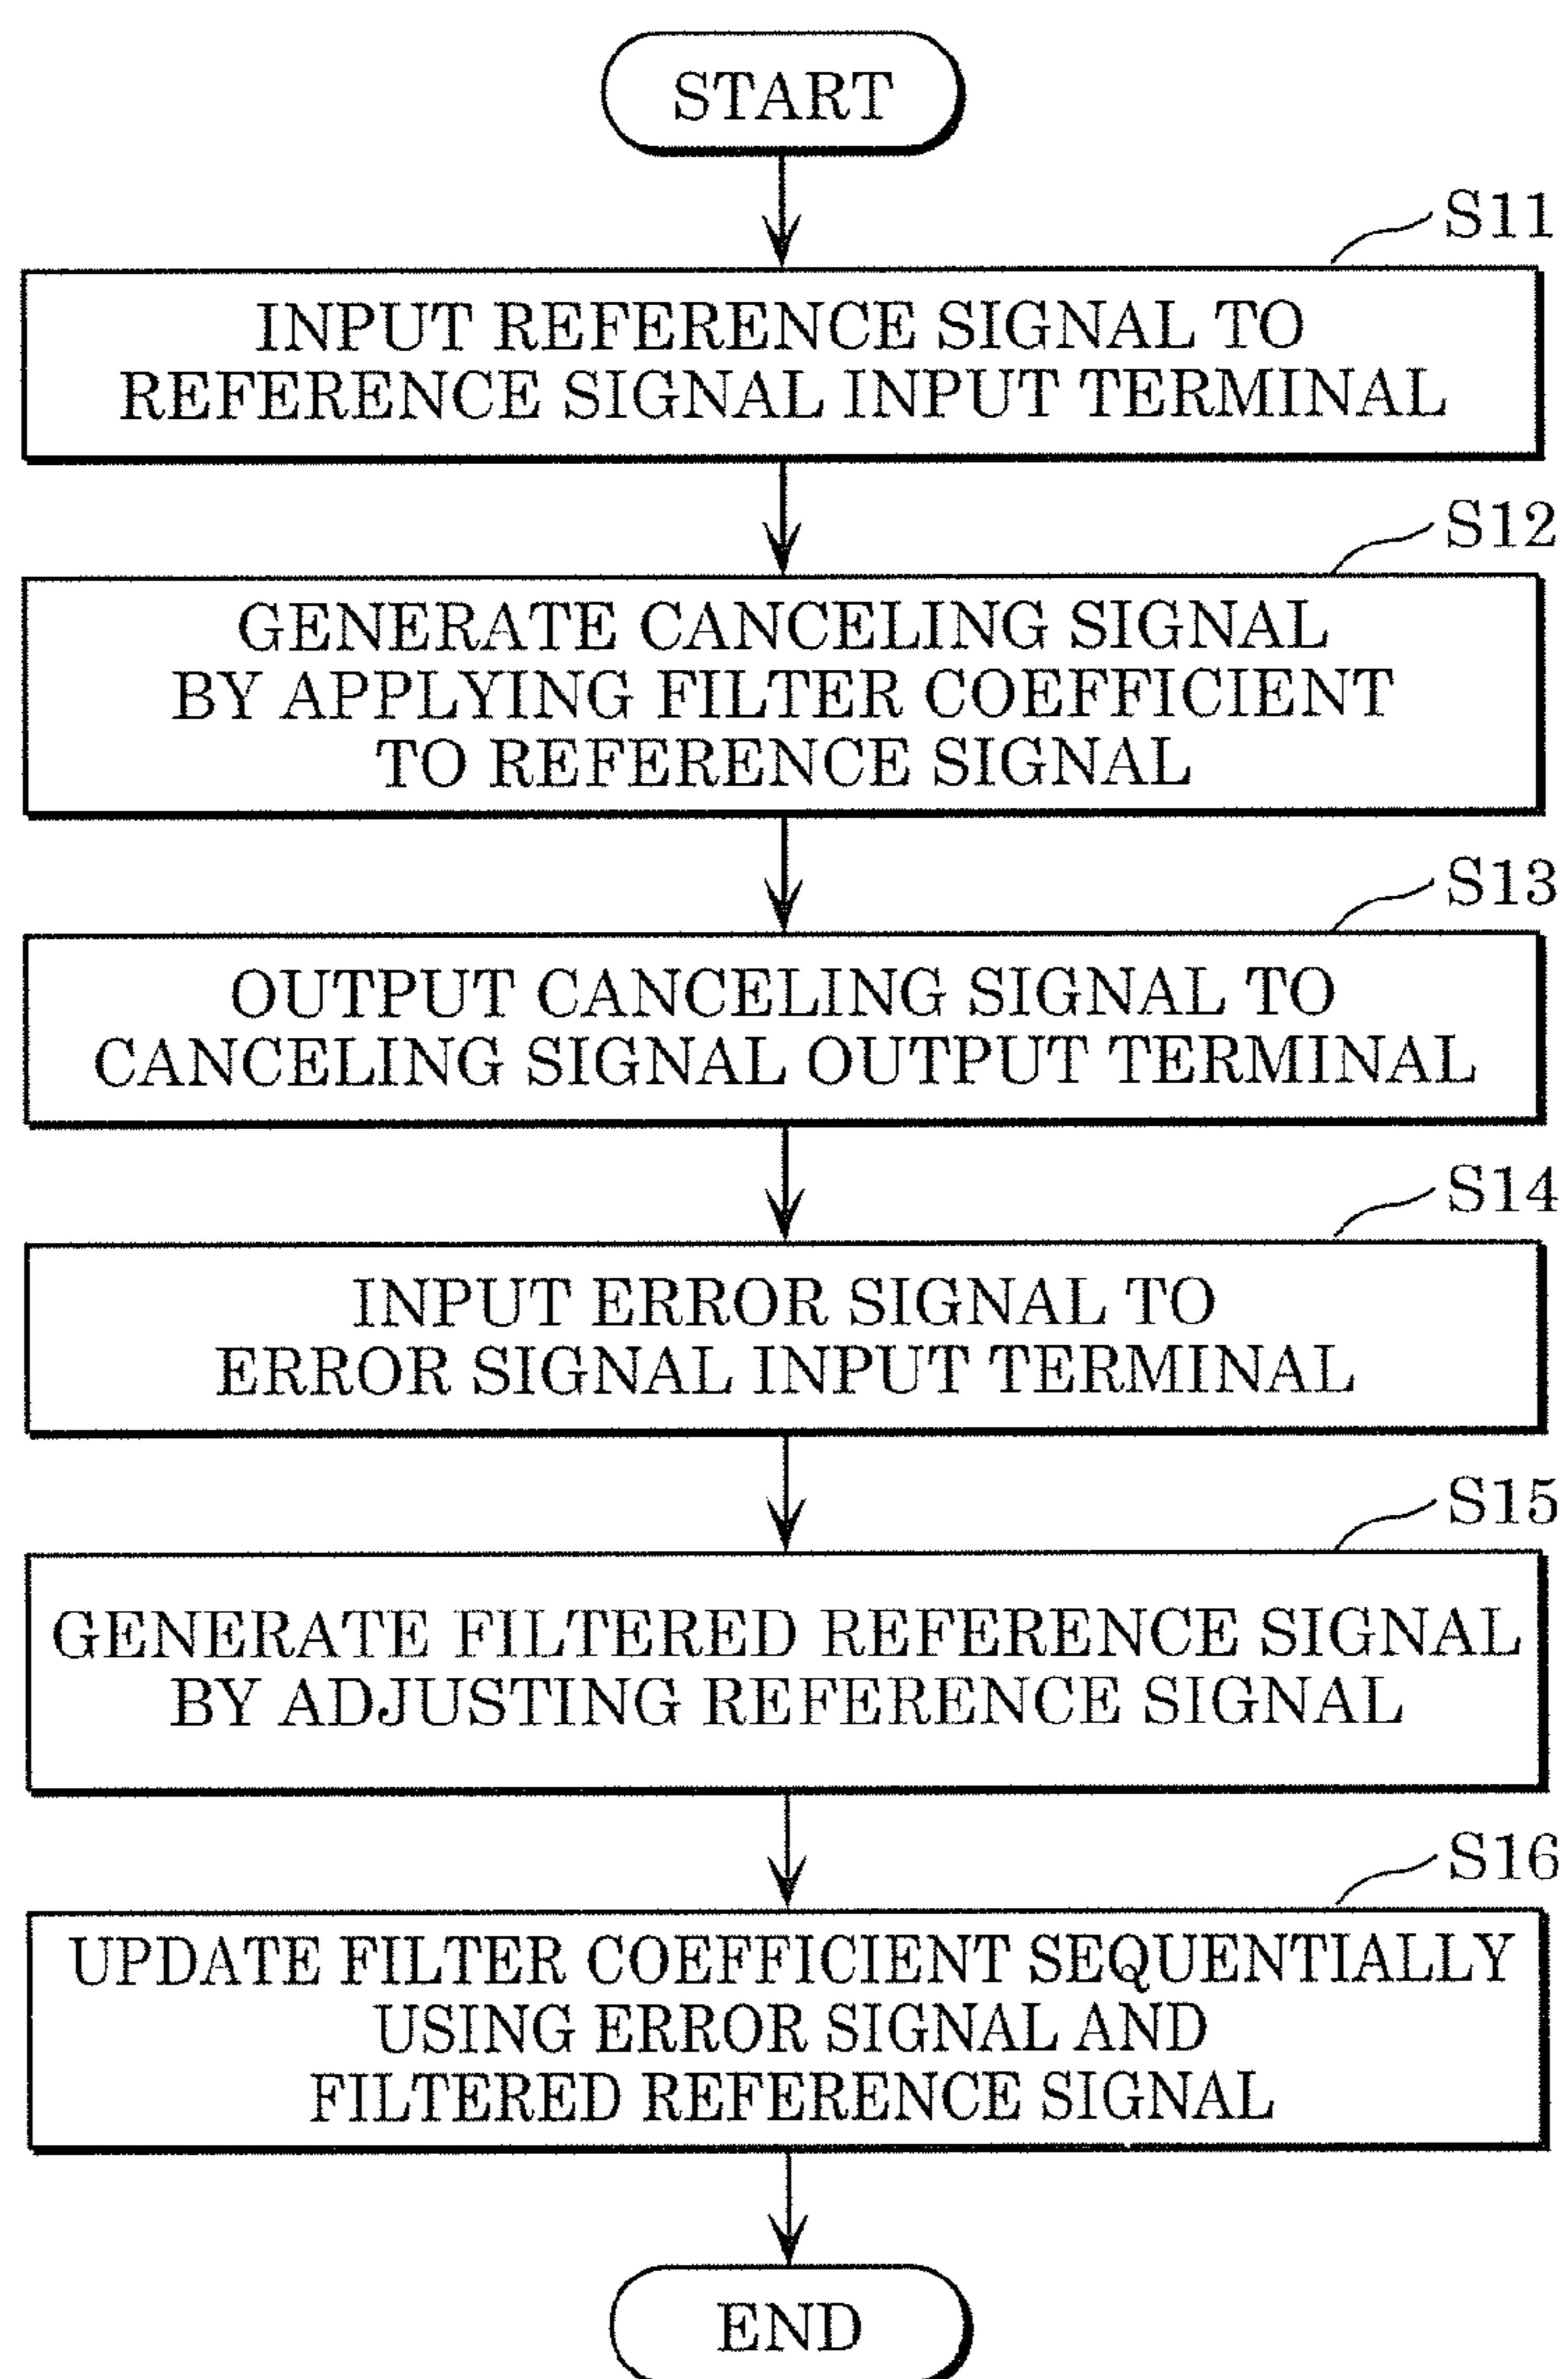 START
S11
INPUT REFERENCE SIGNAL TO
REFERENCE SIGNAL INPUT TERMINAL
S12
GENERATE CANCELING SIGNAL
BY APPLYING FILTER COEFFICIENT
TO REFERENCE SIGNAL
S13
OUTPUT CANCELING SIGNAL TO
CANCELING SIGNAL OUTPUT TERMINAL
S14
INPUT ERROR SIGNAL TO
ERROR SIGNAL INPUT TERMINAL
S15
GENERATE FILTERED REFERENCE SIGNAL
BY ADJUSTING REFERENCE SIGNAL
S16
UPDATE FILTER COEFFICIENT SEQUENTIALLY
USING ERROR SIGNAL AND
FILTERED REFERENCE SIGNAL
END